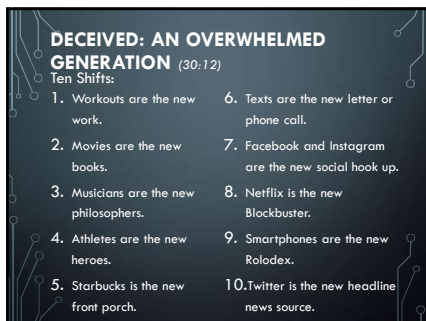 DECEIVED: AN OVERWHELMED
GENERATION (30:12)
Ten Shifts:
1. Workouts are the new
work.
2. Movies are the new
books.
3. Musicians are the new
philosophers.
4. Athletes are the new
heroes.
5. Starbucks is the new
front porch.
6. Texts are the new letter or
phone call.
7. Facebook and Instagram
are the new social hook up.
8. Netflix is the new
Blockbuster.
9. Smartphones are the new
Rolodex.
10.Twitter is the new headline
news source.